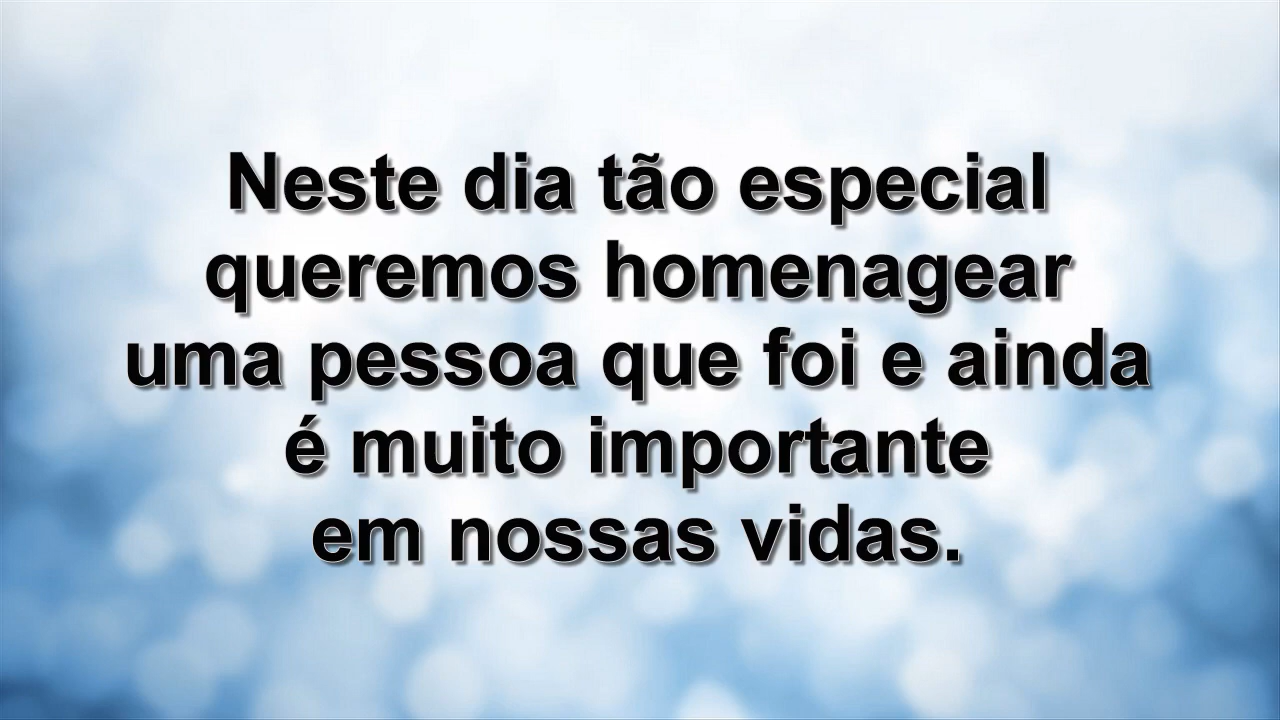 Neste dia tão especial
queremos homenagear
uma pessoa que foi e ainda
é muito importante
em nossas vidas.